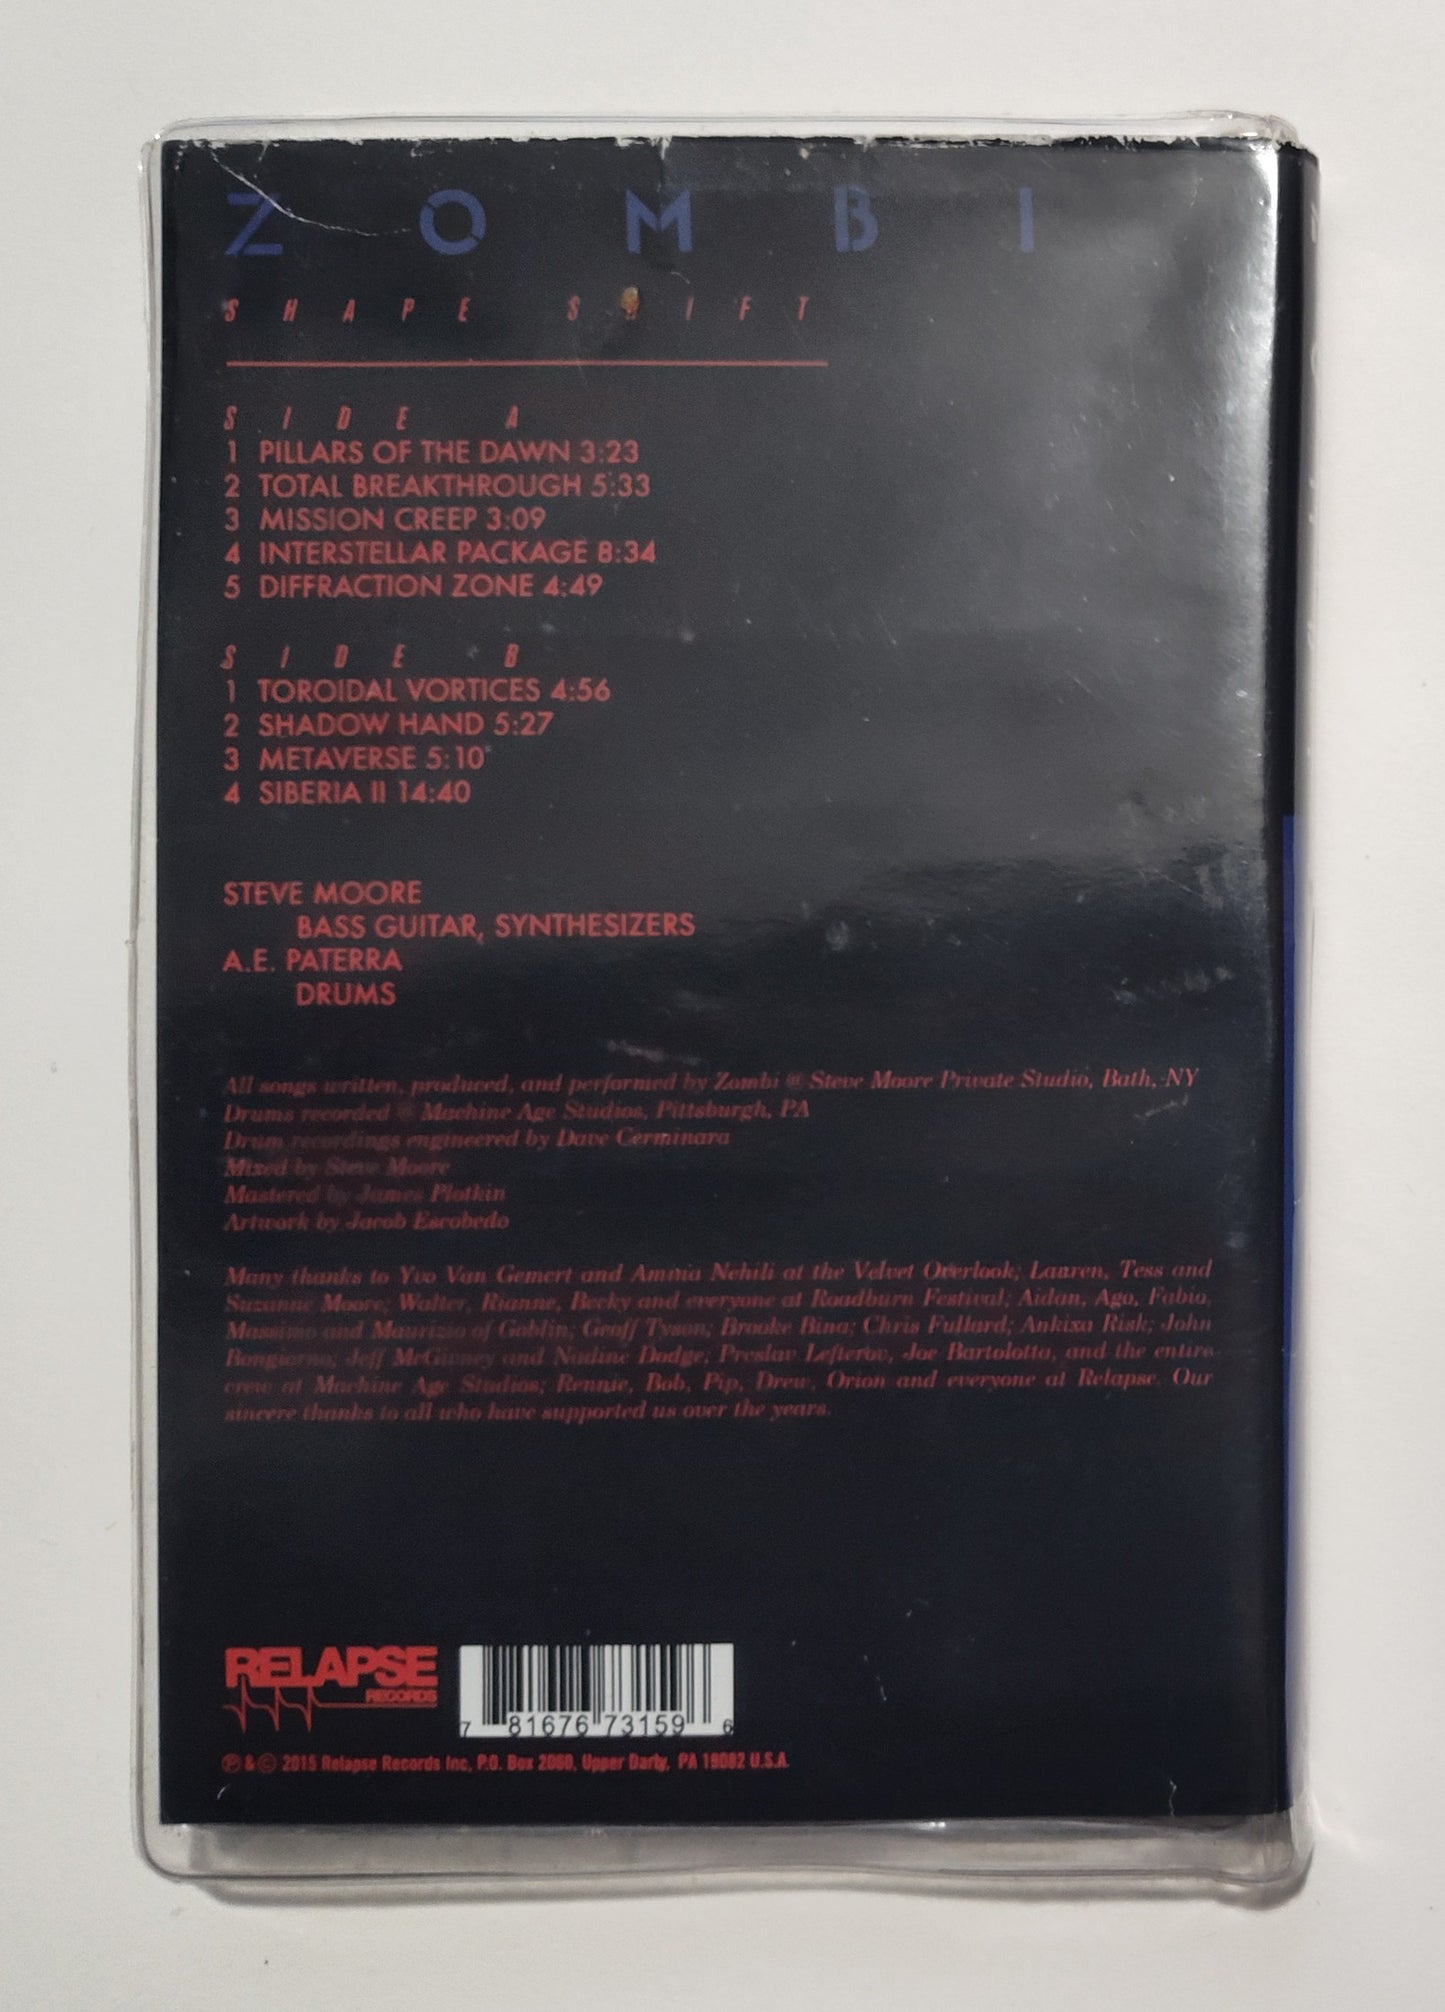 ZOMBI
SHAPE SHIFT
SIDE A
1 PILLARS OF THE DAWN 3:23
2 TOTAL BREAKTHROUGH 5:33
3 MISSION CREEP 3:09
4 INTERSTELLAR PACKAGE 8:34
5 DIFFRACTION ZONE 4:49
SIDE B
1 TOROIDAL VORTICES 4:56
2 SHADOW HAND 5:27
3 METAVERSE 5:10
4 SIBERIA II 14:40
STEVE MOORE
BASS GUITAR, SYNTHESIZERS
A.E. PATERRA
DRUMS
All songs written, produced, and performed by Zombi @ Steve Moore Private Studio, Bath, NY
Drums recorded @ Machine Age Studios, Pittsburgh, PA
Drum recordings engineered by Dave Cerminara
Mixed by Steve Moore
Mastered by James Plotkin
Artwork by Jacob Escobedo
Many thanks to Yvo Van Gemert and Amina Nehili at the Velvet Overlook; Lauren, Tess and
Suzanne Moore; Walter, Rianne, Becky and everyone at Roadburn Festival; Aidan, Ago, Fabio,
Massimo and Maurizio of Goblin; Geoff Tyson; Brooke Bina; Chris Fullard; Ankixa Risk; John
Bongiorno; Jeff McGivney and Nadine Dodge; Preslav Lefterov, Joe Bartolotta, and the entire
crew at Machine Age Studios; Rennie, Bob, Pip, Drew, Orion and everyone at Relapse. Our
sincere thanks to all who have supported us over the years.
RELAPSE
RECORDS
7 81676 73159 6
℗ & © 2015 Relapse Records Inc, P.O. Box 2060, Upper Darby, PA 19082 U.S.A.